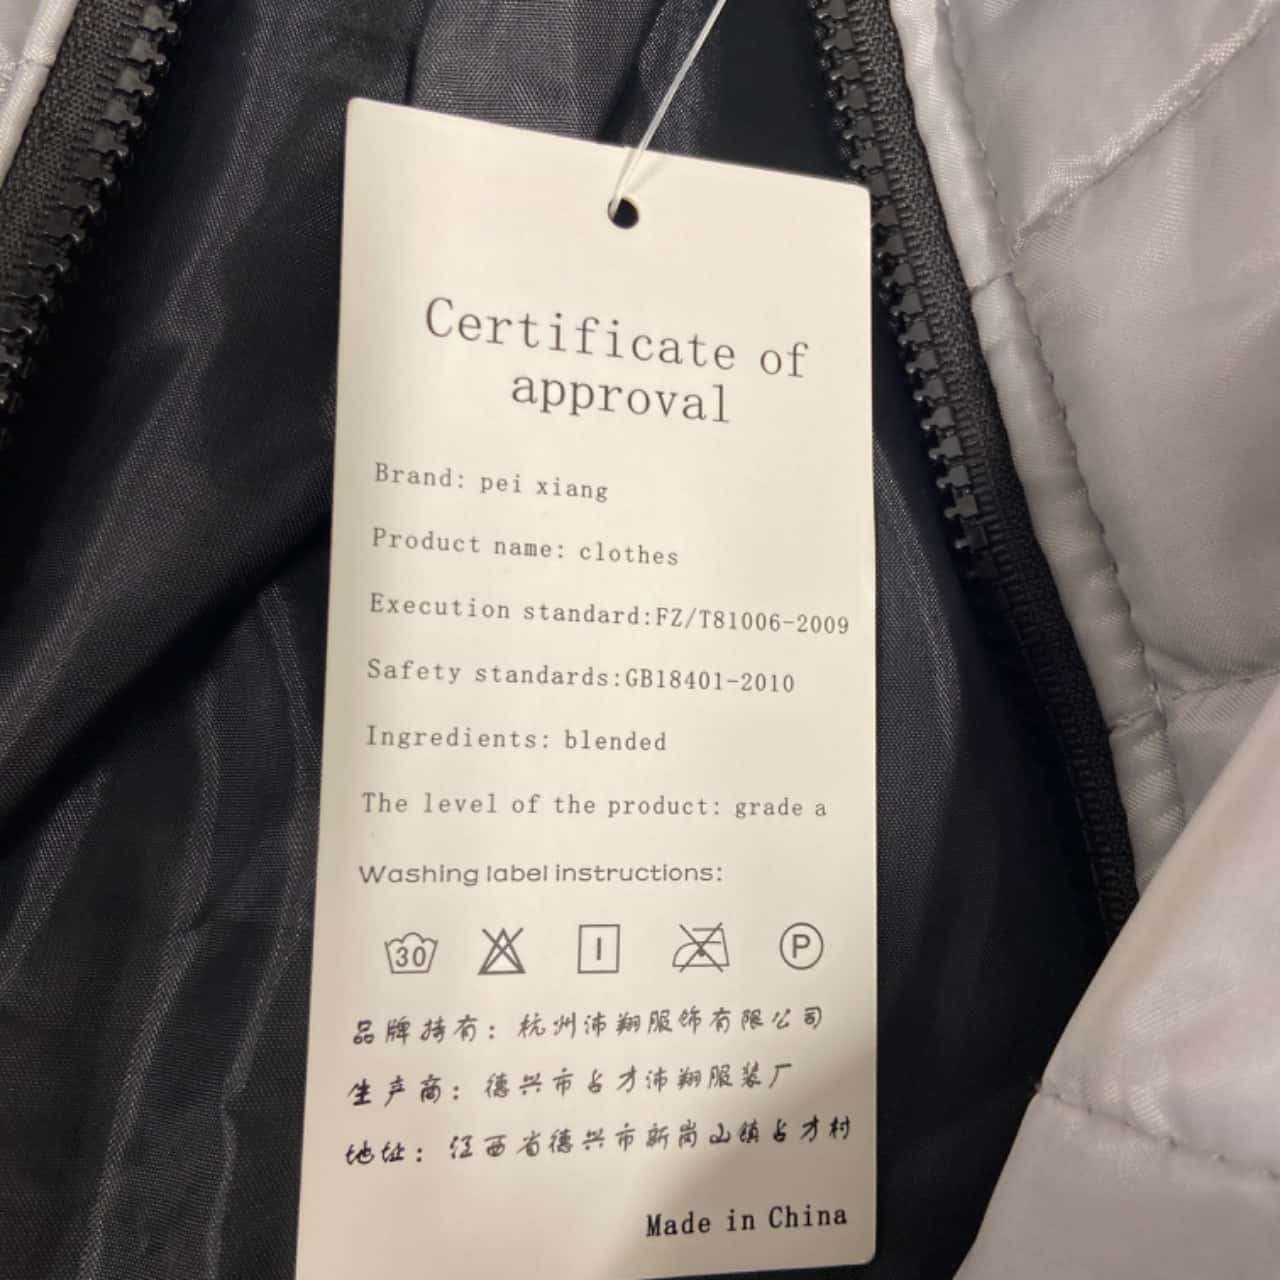 Certificate of
approval
Brand: pei xiang
Product name: clothes
Execution standard:FZ/T81006-2009
Safety standards:GB18401-2010
Ingredients: blended
The level of the product: grade a
Washing label instructions:
30 P
品牌持有：杭州沛翔服饰有限公司
生产商：德兴市占才沛翔服装厂
地址：江西省德兴市新岗山镇占才村
Made in China